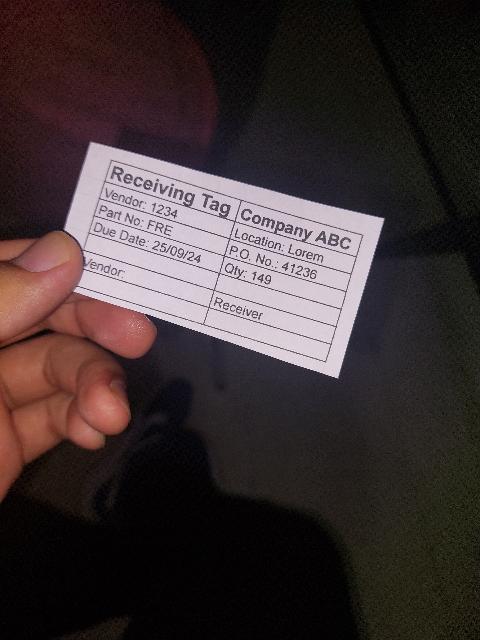 Receiving Tag Company ABC
Vendor: 1234 Location: Lorem
Part No: FRE P.O. No.: 41236
Due Date: 25/09/24 Qty: 149
Vendor: Receiver